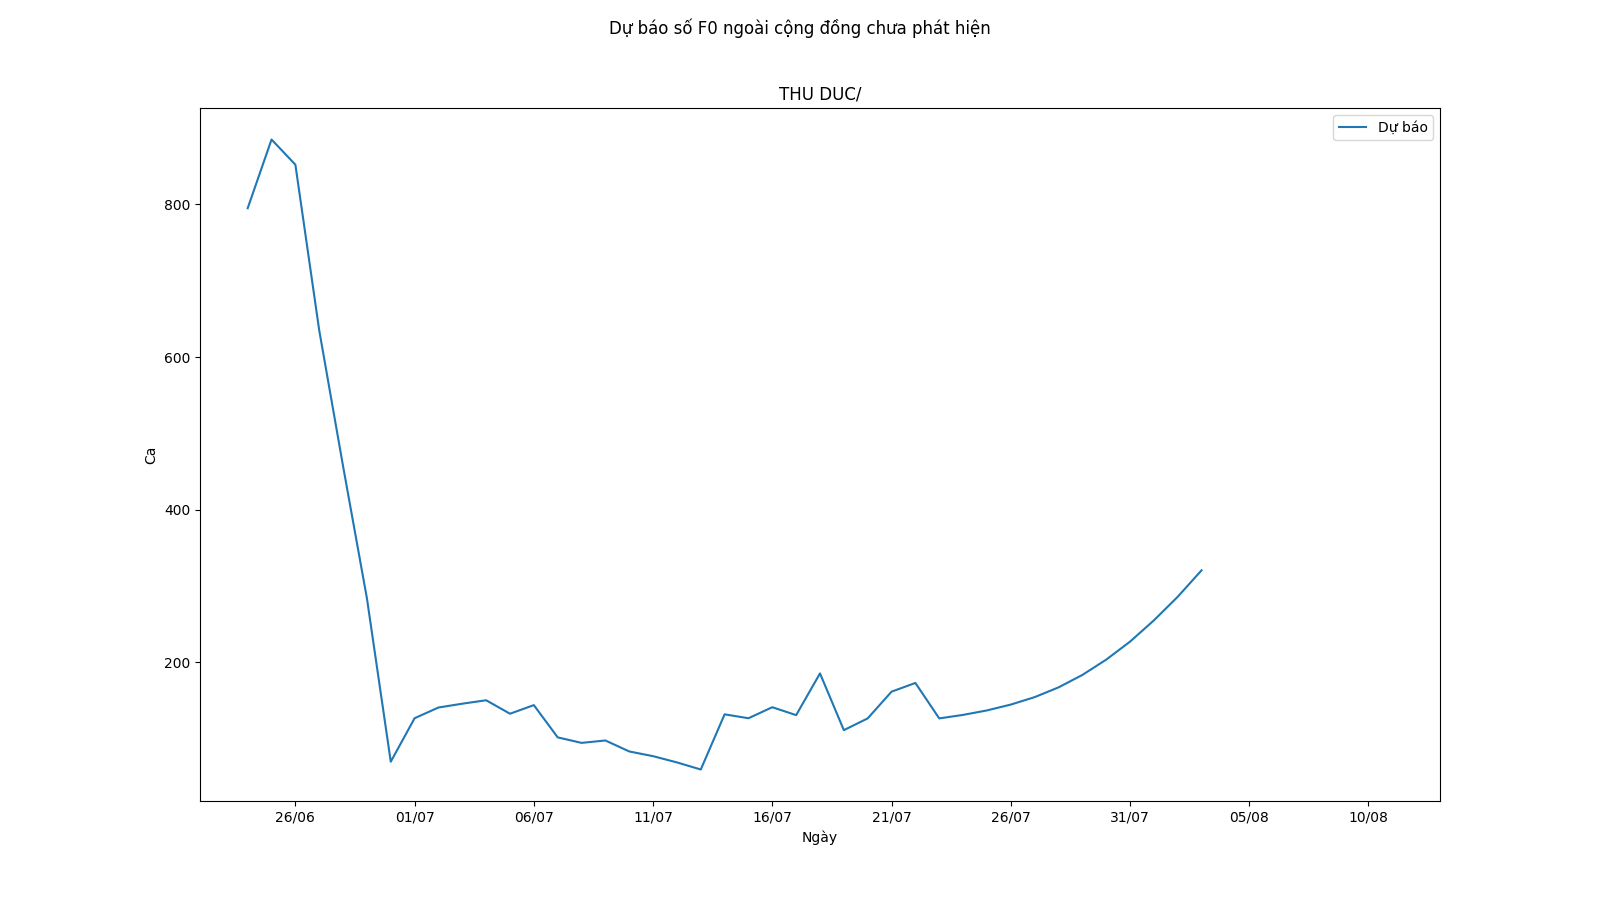 Dự báo số F0 ngoài cộng đồng chưa phát hiện
THU DUC/
Dự báo
800
600
400
200
Ca
26/06 01/07 06/07 11/07 16/07 21/07 26/07 31/07 05/08 10/08
Ngày